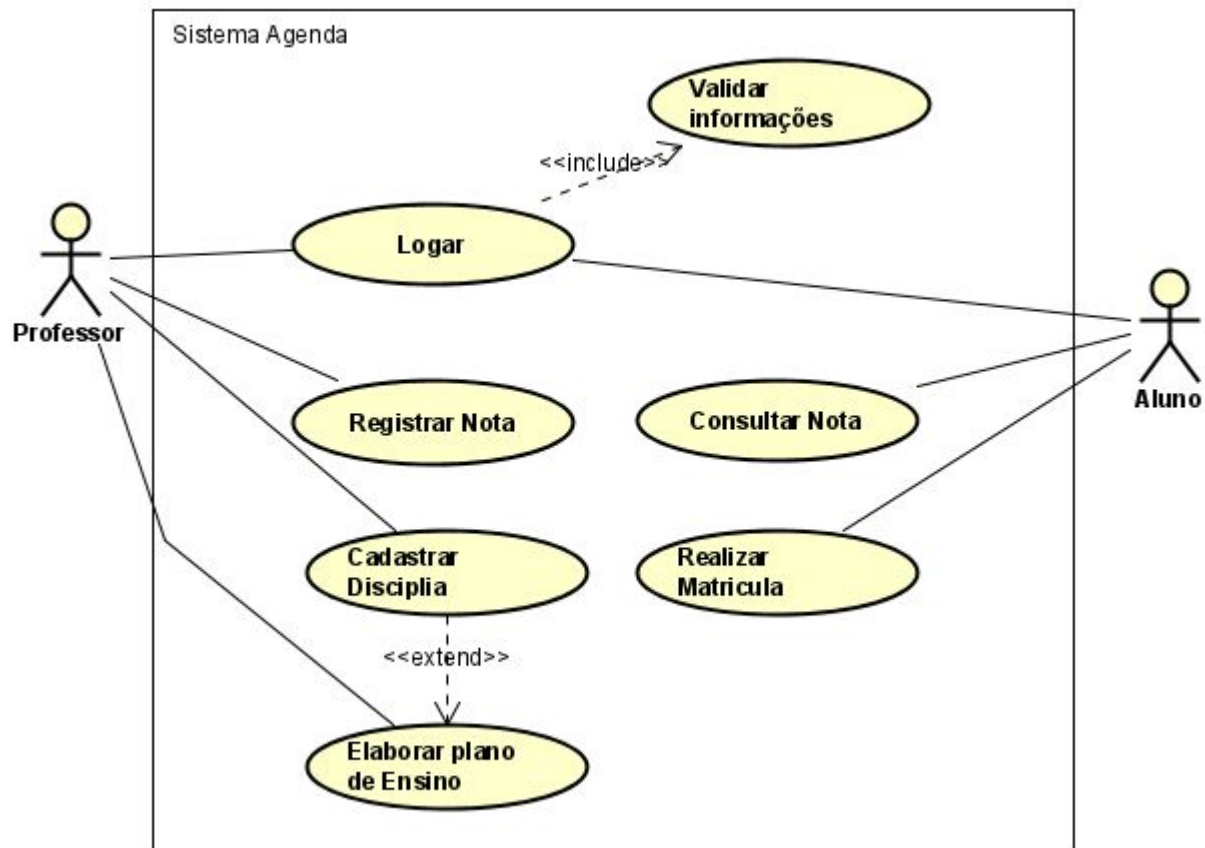 Sistema Agenda
Validar
informações
<<include>>
Logar
Professor
Aluno
Registrar Nota
Consultar Nota
Cadastrar
Disciplia
Realizar
Matricula
<<extend>>
Elaborar plano
de Ensino